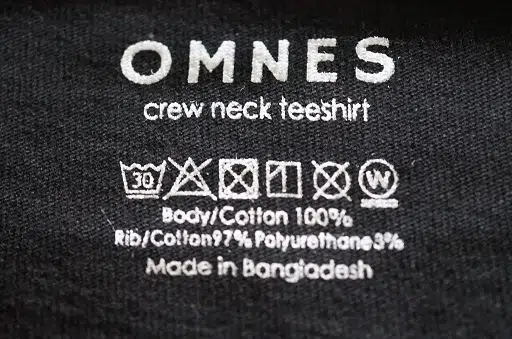 OMNES
crew neck teeshirt
30 W
Body/Cotton 100%
Rib/Cotton97% Polyurethane3%
Made in Bangladesh